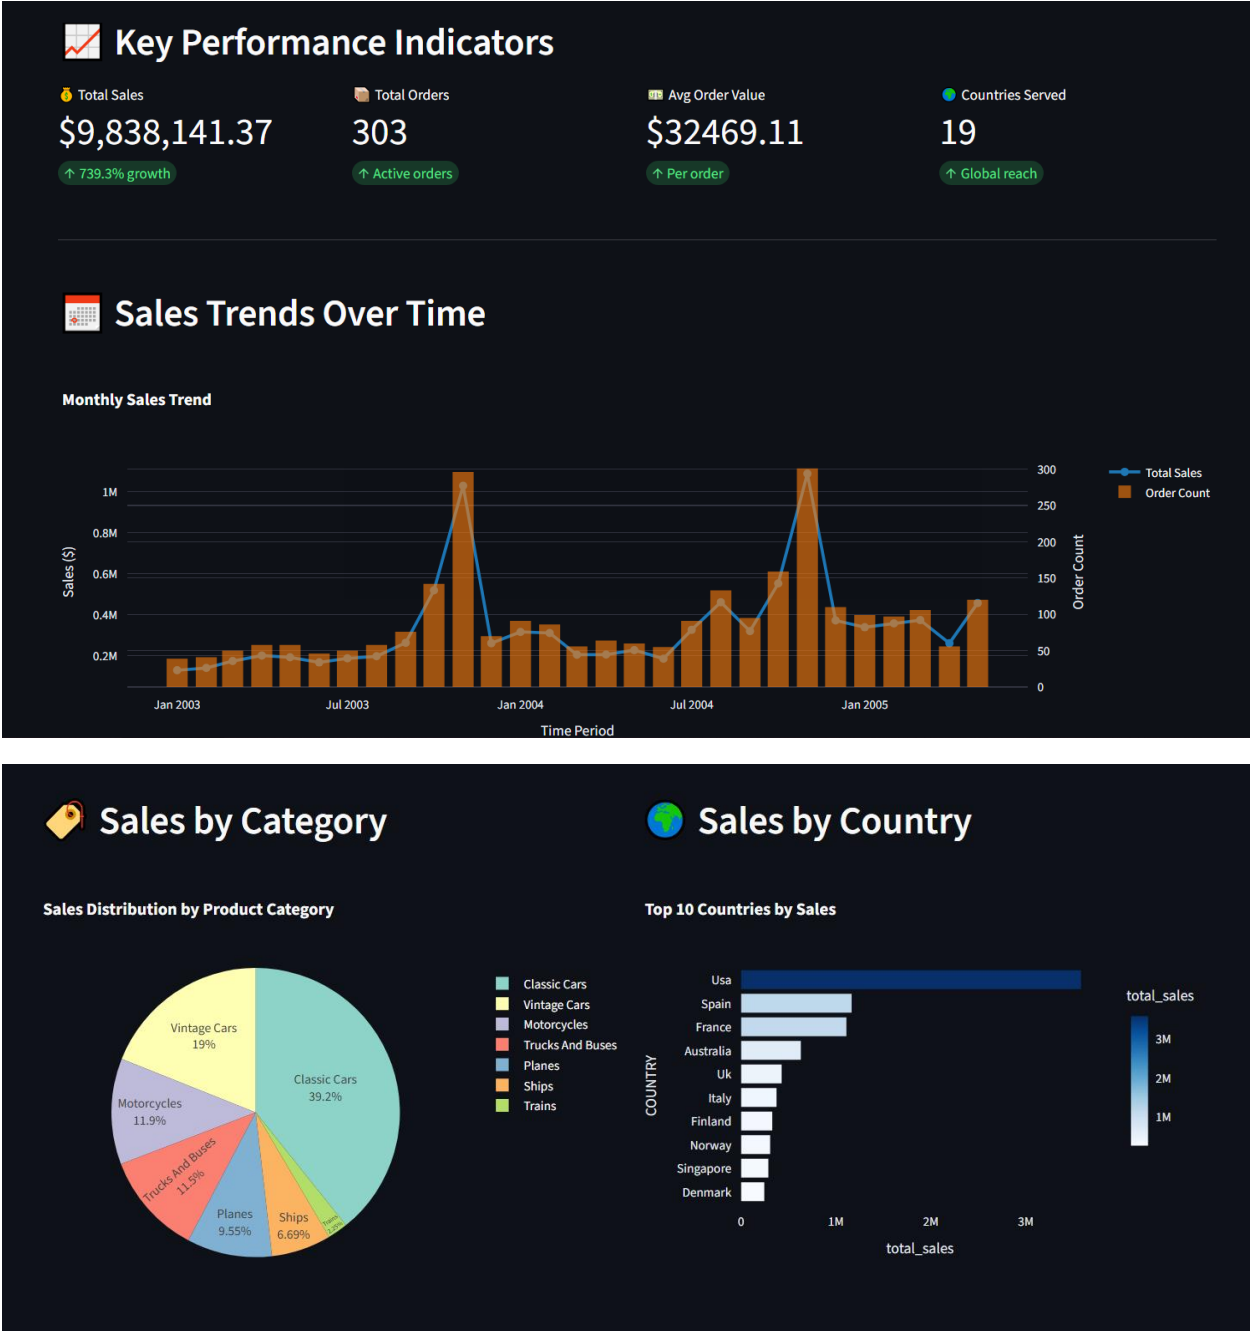 Key Performance Indicators
Total Sales
$9,838,141.37
↑ 739.3% growth
Total Orders
303
↑ Active orders
Avg Order Value
$32469.11
↑ Per order
Countries Served
19
↑ Global reach
Sales Trends Over Time
Monthly Sales Trend
Sales ($)
1M
0.8M
0.6M
0.4M
0.2M
300
250
200
150
100
50
0
Order Count
Jan 2003
Jul 2003
Jan 2004
Jul 2004
Jan 2005
Time Period
Total Sales
Order Count
Sales by Category
Sales Distribution by Product Category
Vintage Cars
19%
Classic Cars
39.2%
Motorcycles
11.9%
Trucks And Buses
11.5%
Planes
9.55%
Ships
6.69%
Trains
Classic Cars
Vintage Cars
Motorcycles
Trucks And Buses
Planes
Ships
Trains
Sales by Country
Top 10 Countries by Sales
COUNTRY
Usa
Spain
France
Australia
Uk
Italy
Finland
Norway
Singapore
Denmark
0
1M
2M
3M
total_sales
total_sales
3M
2M
1M